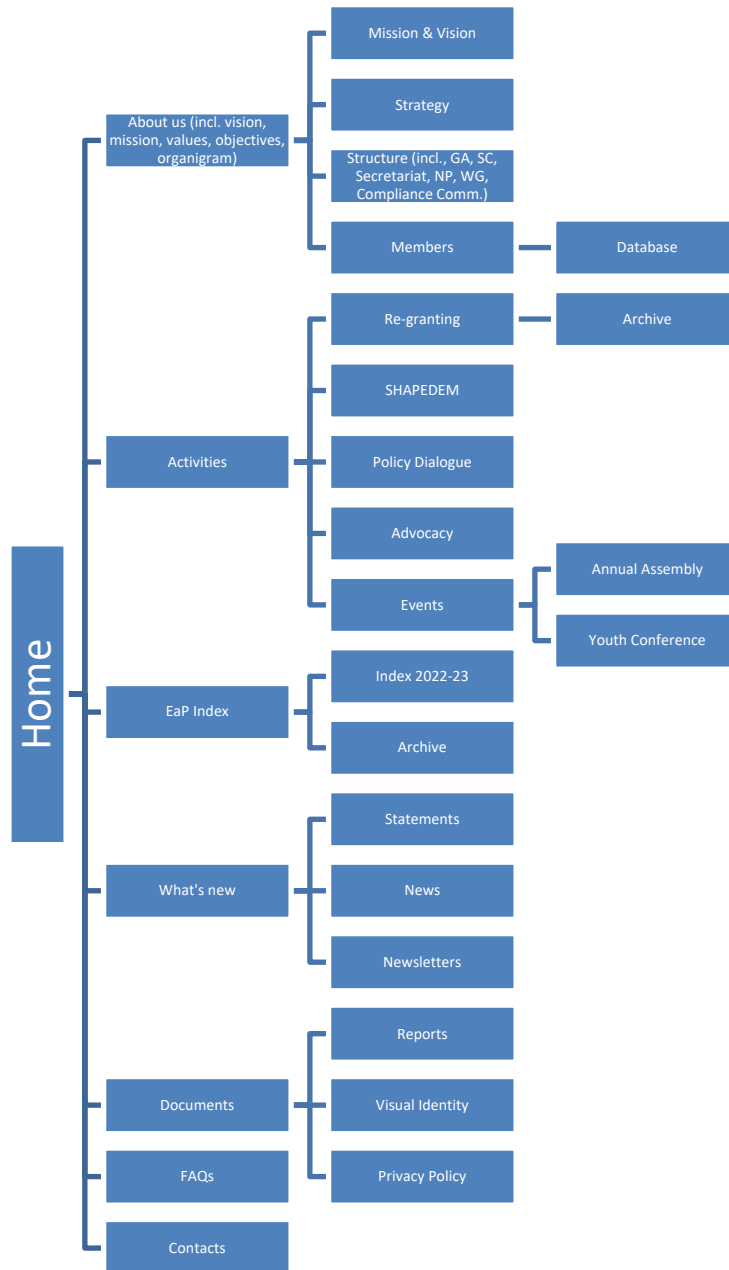 Home
About us (incl. vision,
mission, values, objectives,
organigram)
Mission & Vision
Strategy
Structure (incl., GA, SC,
Secretariat, NP, WG,
Compliance Comm.)
Members
Database
Activities
Re-granting
Archive
SHAPEDEM
Policy Dialogue
Advocacy
Events
Annual Assembly
Youth Conference
EaP Index
Index 2022-23
Archive
What's new
Statements
News
Newsletters
Documents
Reports
Visual Identity
Privacy Policy
FAQs
Contacts